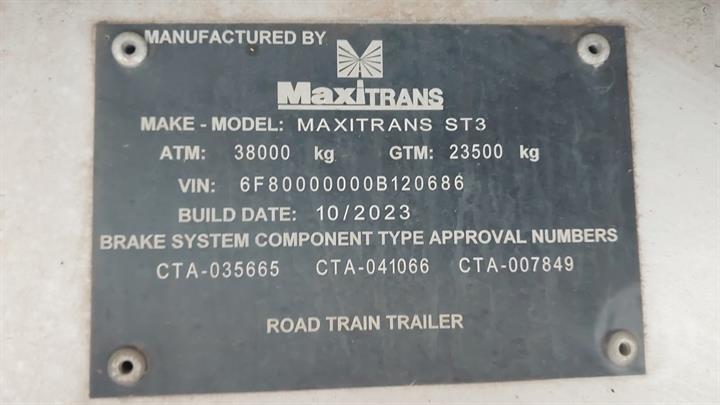 MANUFACTURED BY
MaxiTRANS
MAKE - MODEL: MAXITRANS ST3
ATM: 38000 kg GTM: 23500 kg
VIN: 6F80000000B120686
BUILD DATE: 10/2023
BRAKE SYSTEM COMPONENT TYPE APPROVAL NUMBERS
CTA-035665 CTA-041066 CTA-007849
ROAD TRAIN TRAILER